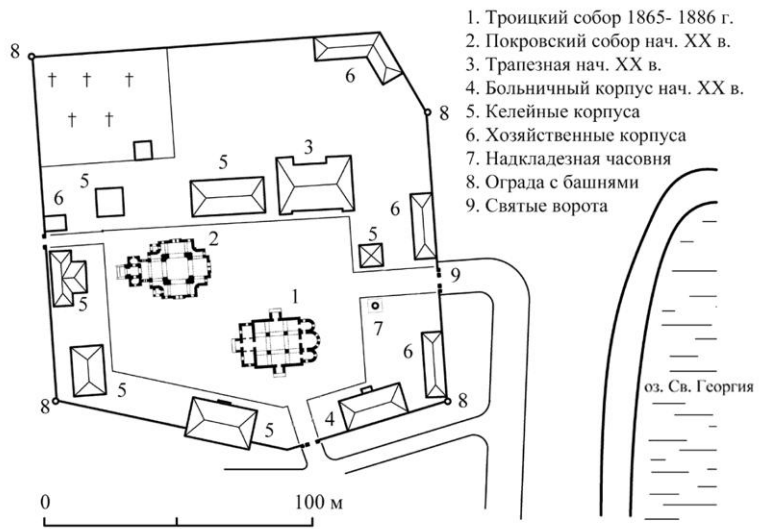 1. Троицкий собор 1865- 1886 г.
2. Покровский собор нач. XX в.
3. Трапезная нач. XX в.
4. Больничный корпус нач. XX в.
5. Келейные корпуса
6. Хозяйственные корпуса
7. Надкладезная часовня
8. Ограда с башнями
9. Святые ворота
8
6
8
3
5
5
6
6
2
5
9
5
1
7
6
5
8
5
4
8
оз. Св. Георгия
0
100 м